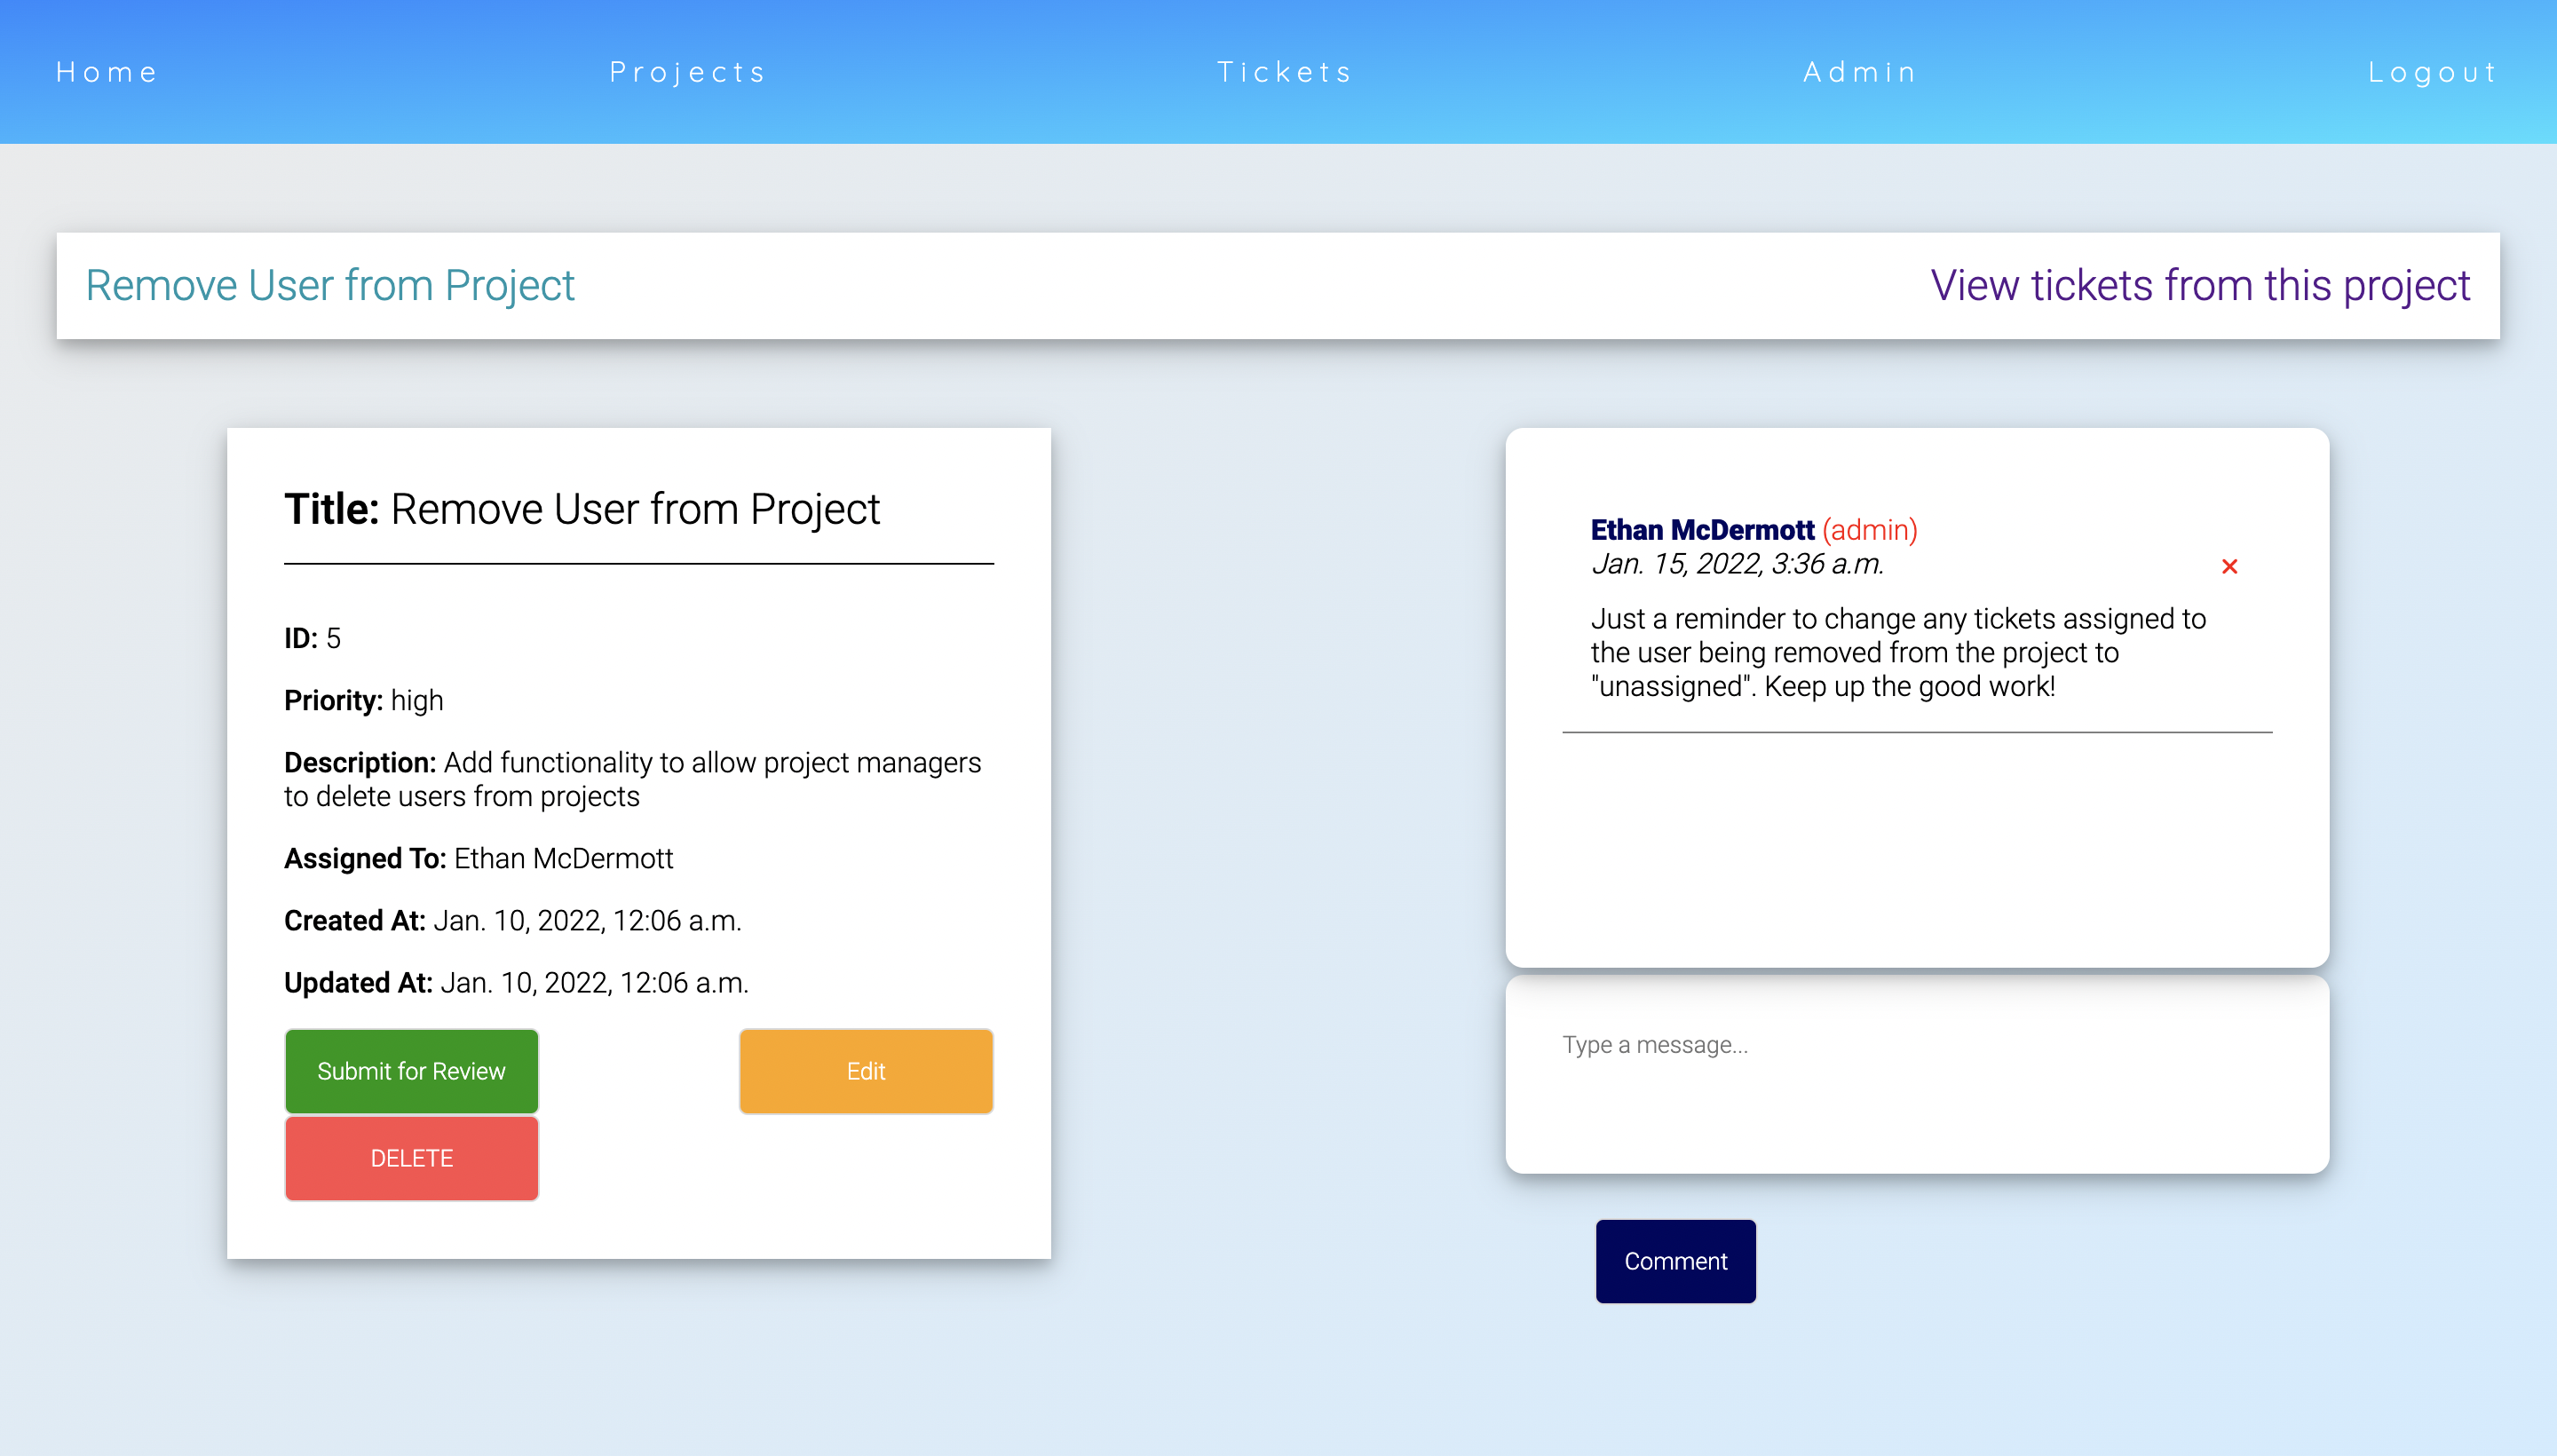 Home Projects Tickets Admin Logout
Remove User from Project View tickets from this project
Title: Remove User from Project
ID: 5
Priority: high
Description: Add functionality to allow project managers
to delete users from projects
Assigned To: Ethan McDermott
Created At: Jan. 10, 2022, 12:06 a.m.
Updated At: Jan. 10, 2022, 12:06 a.m.
Submit for Review Edit
DELETE
Ethan McDermott (admin)
Jan. 15, 2022, 3:36 a.m.
Just a reminder to change any tickets assigned to
the user being removed from the project to
"unassigned". Keep up the good work!
Type a message...
Comment